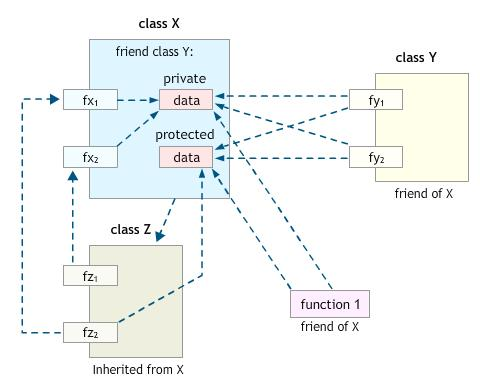 class X
friend class Y:
private
data
protected
data
fx₁
fx₂
class Y
fy₁
fy₂
friend of X
class Z
fz₁
fz₂
Inherited from X
function 1
friend of X